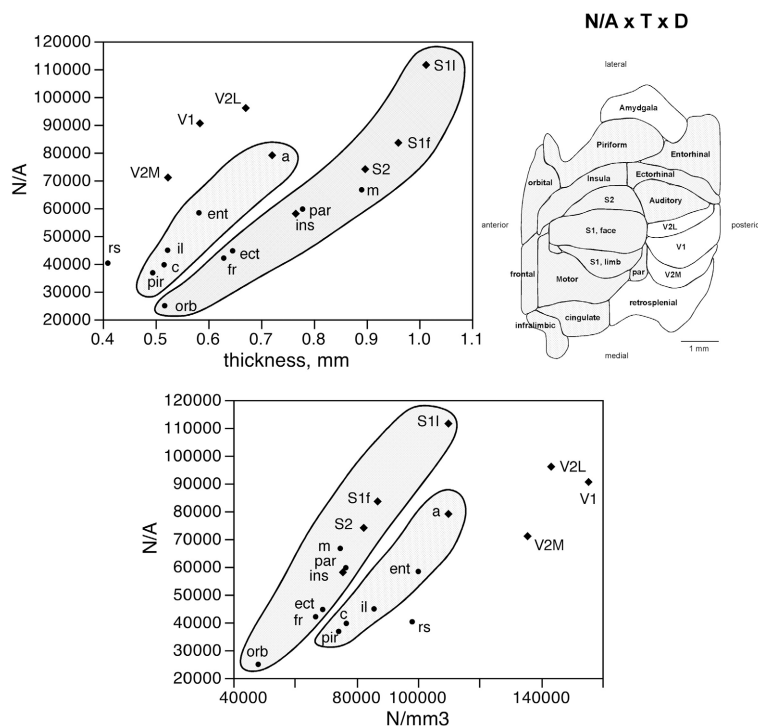 N/A x T x D
120000
110000
100000
90000
80000
70000
60000
50000
40000
30000
20000
N/A
0.4 0.5 0.6 0.7 0.8 0.9 1.0 1.1
thickness, mm
S1l
V2L
V1
S1f
a
S2
V2M
m
ent
par
ins
rs
il
ect
c
fr
pir
orb
lateral
Amydgala
Piriform
Entorhinal
orbital
Insula
Ectorhinal
S2
Auditory
anterior
S1, face
V2L
posteri
V1
S1, limb
frontal
Motor
par
V2M
retrosplenial
infralimbic
cingulate
1 mm
medial
120000
110000
100000
90000
80000
70000
60000
50000
40000
30000
20000
N/A
40000 80000 100000 140000
N/mm3
S1l
V2L
S1f
V1
a
S2
V2M
m
par
ent
ins
ect
il
fr
c
rs
pir
orb